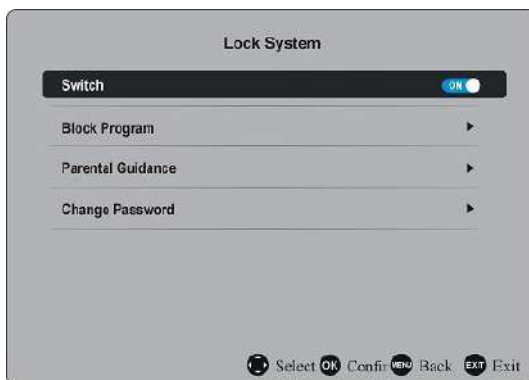 Lock System
Switch ON
Block Program
Parental Guidance
Change Password
Select OK Confir MENU Back EXIT Exit